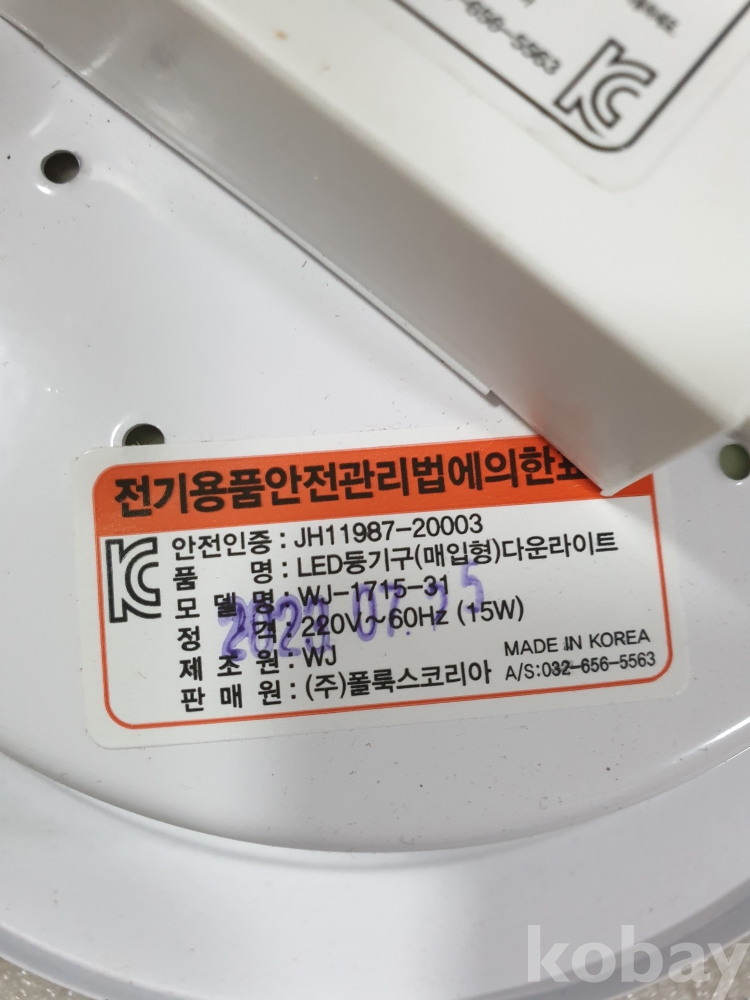 656-5563
KC
전기용품안전관리법에의한표
KC
안전인증 : JH11987-20003
품 명 : LED등기구(매입형)다운라이트
모 델 명 : WJ-1715-31
정 격 : 220V~60Hz (15W)
제 조 원 : WJ
판 매 원 : (주)폴룩스코리아
MADE IN KOREA
A/S:032-656-5563
kobay